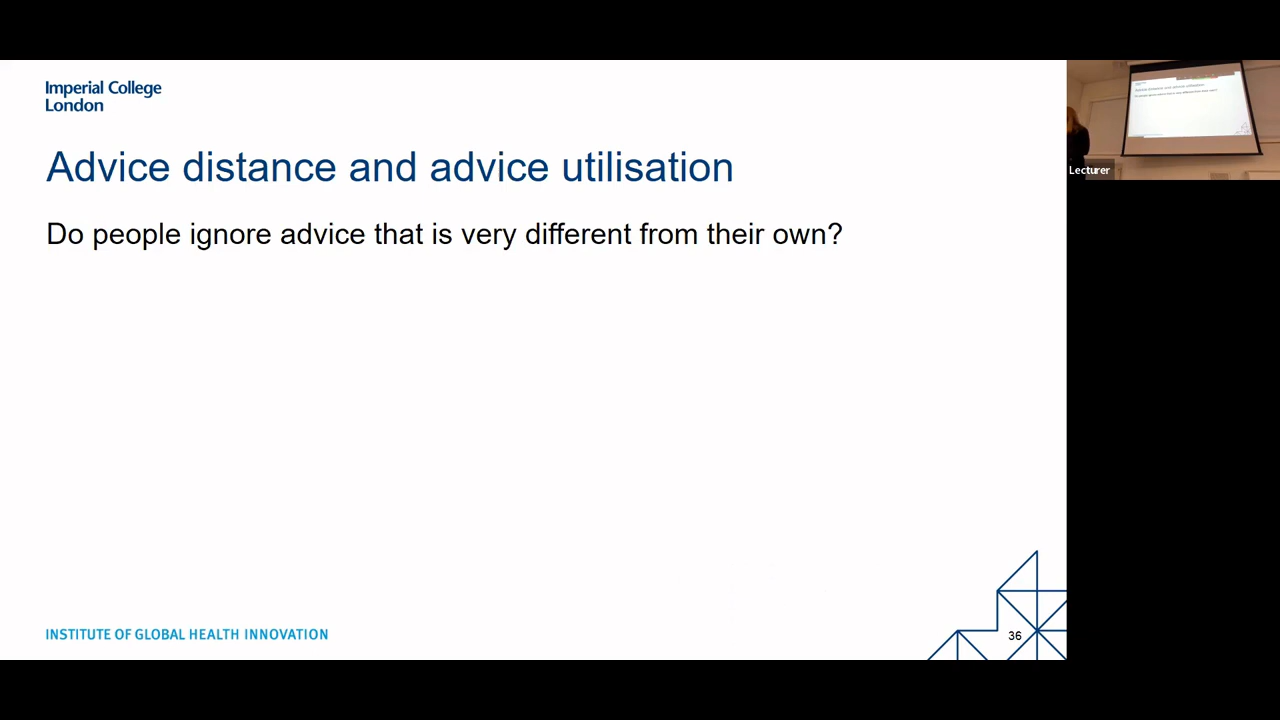 Imperial College
London
Advice distance and advice utilisation
Do people ignore advice that is very different from their own?
INSTITUTE OF GLOBAL HEALTH INNOVATION
36
Lecturer